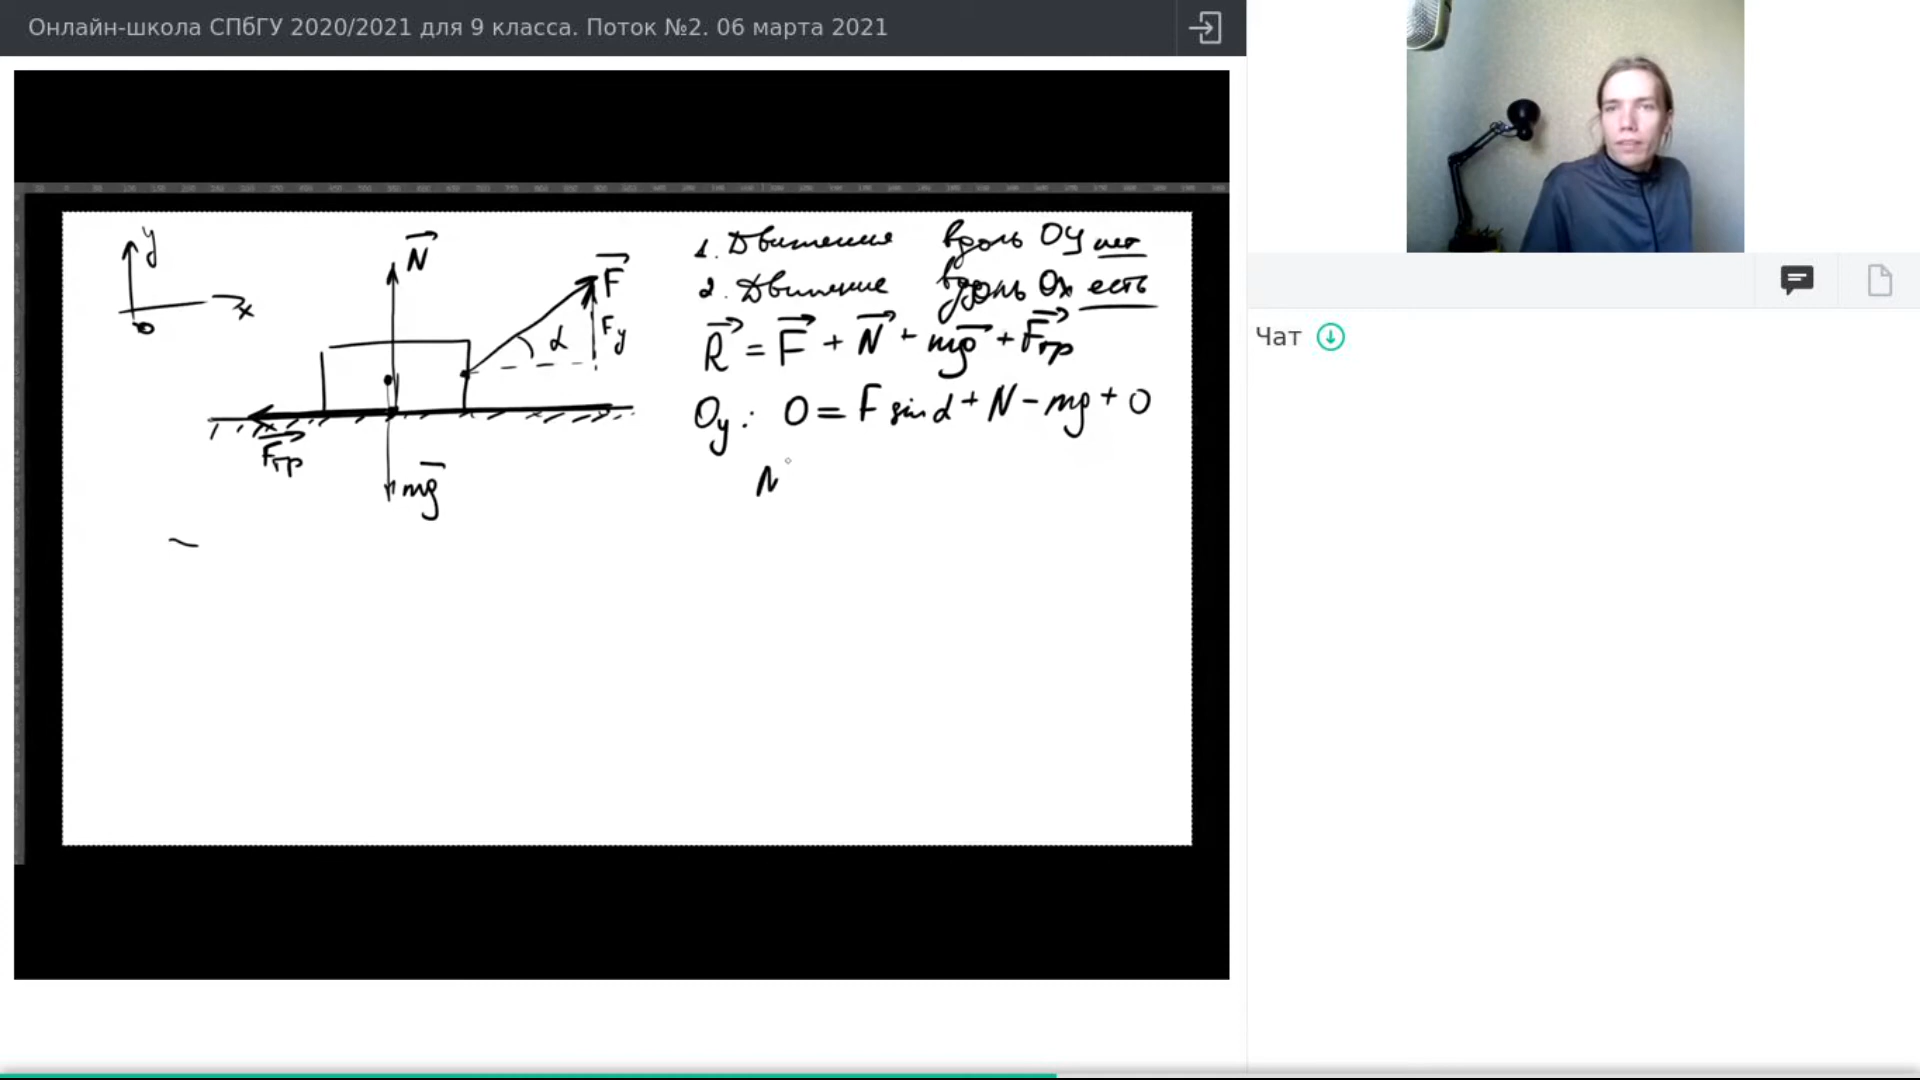 Онлайн-школа СПбГУ 2020/2021 для 9 класса. Поток №2. 06 марта 2021
Чат
y
x
0
N
F
Fy
α
Fтр
mg
1. Движения вдоль Oy нет
2. Движение вдоль Ox есть
R = F + N + mg + Fтр
Oy: 0 = F sin α + N - mg + 0
N